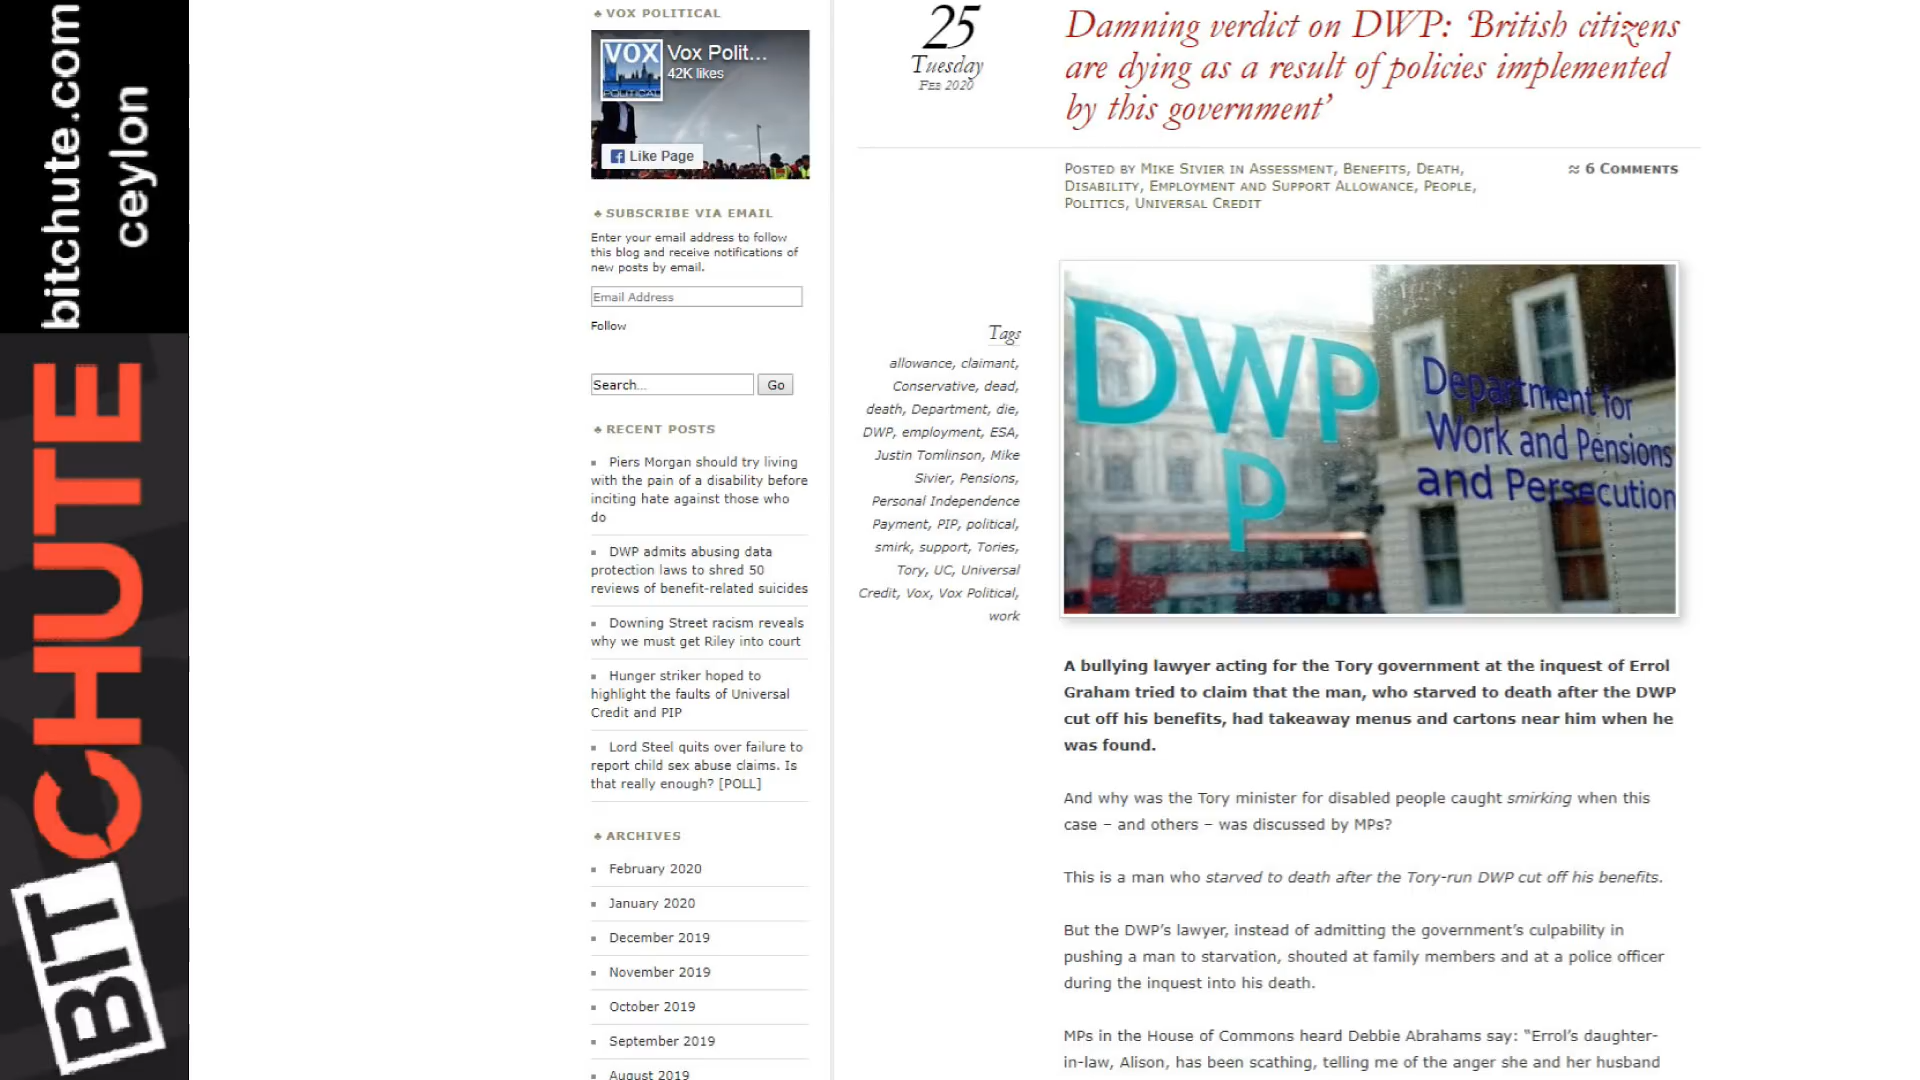 bitchute.com
ceylon
BITCHUTE
♣ VOX POLITICAL
VOX
POLITICAL
Vox Polit...
42K likes
Like Page
♣ SUBSCRIBE VIA EMAIL
Enter your email address to follow
this blog and receive notifications of
new posts by email.
Email Address
Follow
Search...
Go
♣ RECENT POSTS
Piers Morgan should try living
with the pain of a disability before
inciting hate against those who
do
DWP admits abusing data
protection laws to shred 50
reviews of benefit-related suicides
Downing Street racism reveals
why we must get Riley into court
Hunger striker hoped to
highlight the faults of Universal
Credit and PIP
Lord Steel quits over failure to
report child sex abuse claims. Is
that really enough? [POLL]
♣ ARCHIVES
February 2020
January 2020
December 2019
November 2019
October 2019
September 2019
August 2019
25
Tuesday
FEB 2020
Damning verdict on DWP: ‘British citizens
are dying as a result of policies implemented
by this government’
POSTED BY MIKE SIVIER IN ASSESSMENT, BENEFITS, DEATH,
DISABILITY, EMPLOYMENT AND SUPPORT ALLOWANCE, PEOPLE,
POLITICS, UNIVERSAL CREDIT
≈ 6 COMMENTS
Tags
allowance, claimant,
Conservative, dead,
death, Department, die,
DWP, employment, ESA,
Justin Tomlinson, Mike
Sivier, Pensions,
Personal Independence
Payment, PIP, political,
smirk, support, Tories,
Tory, UC, Universal
Credit, Vox, Vox Political,
work
DWP
P
Department for
Work and Pensions
and Persecution
A bullying lawyer acting for the Tory government at the inquest of Errol
Graham tried to claim that the man, who starved to death after the DWP
cut off his benefits, had takeaway menus and cartons near him when he
was found.
And why was the Tory minister for disabled people caught smirking when this
case – and others – was discussed by MPs?
This is a man who starved to death after the Tory-run DWP cut off his benefits.
But the DWP’s lawyer, instead of admitting the government’s culpability in
pushing a man to starvation, shouted at family members and at a police officer
during the inquest into his death.
MPs in the House of Commons heard Debbie Abrahams say: “Errol’s daughter-
in-law, Alison, has been scathing, telling me of the anger she and her husband